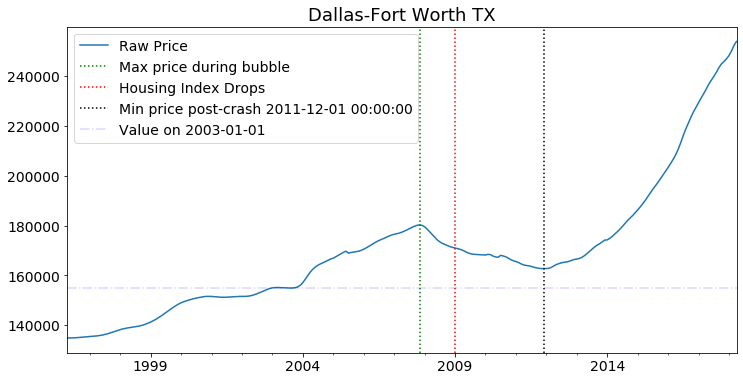 Dallas-Fort Worth TX
Raw Price
Max price during bubble
Housing Index Drops
Min price post-crash 2011-12-01 00:00:00
Value on 2003-01-01
240000
220000
200000
180000
160000
140000
1999
2004
2009
2014